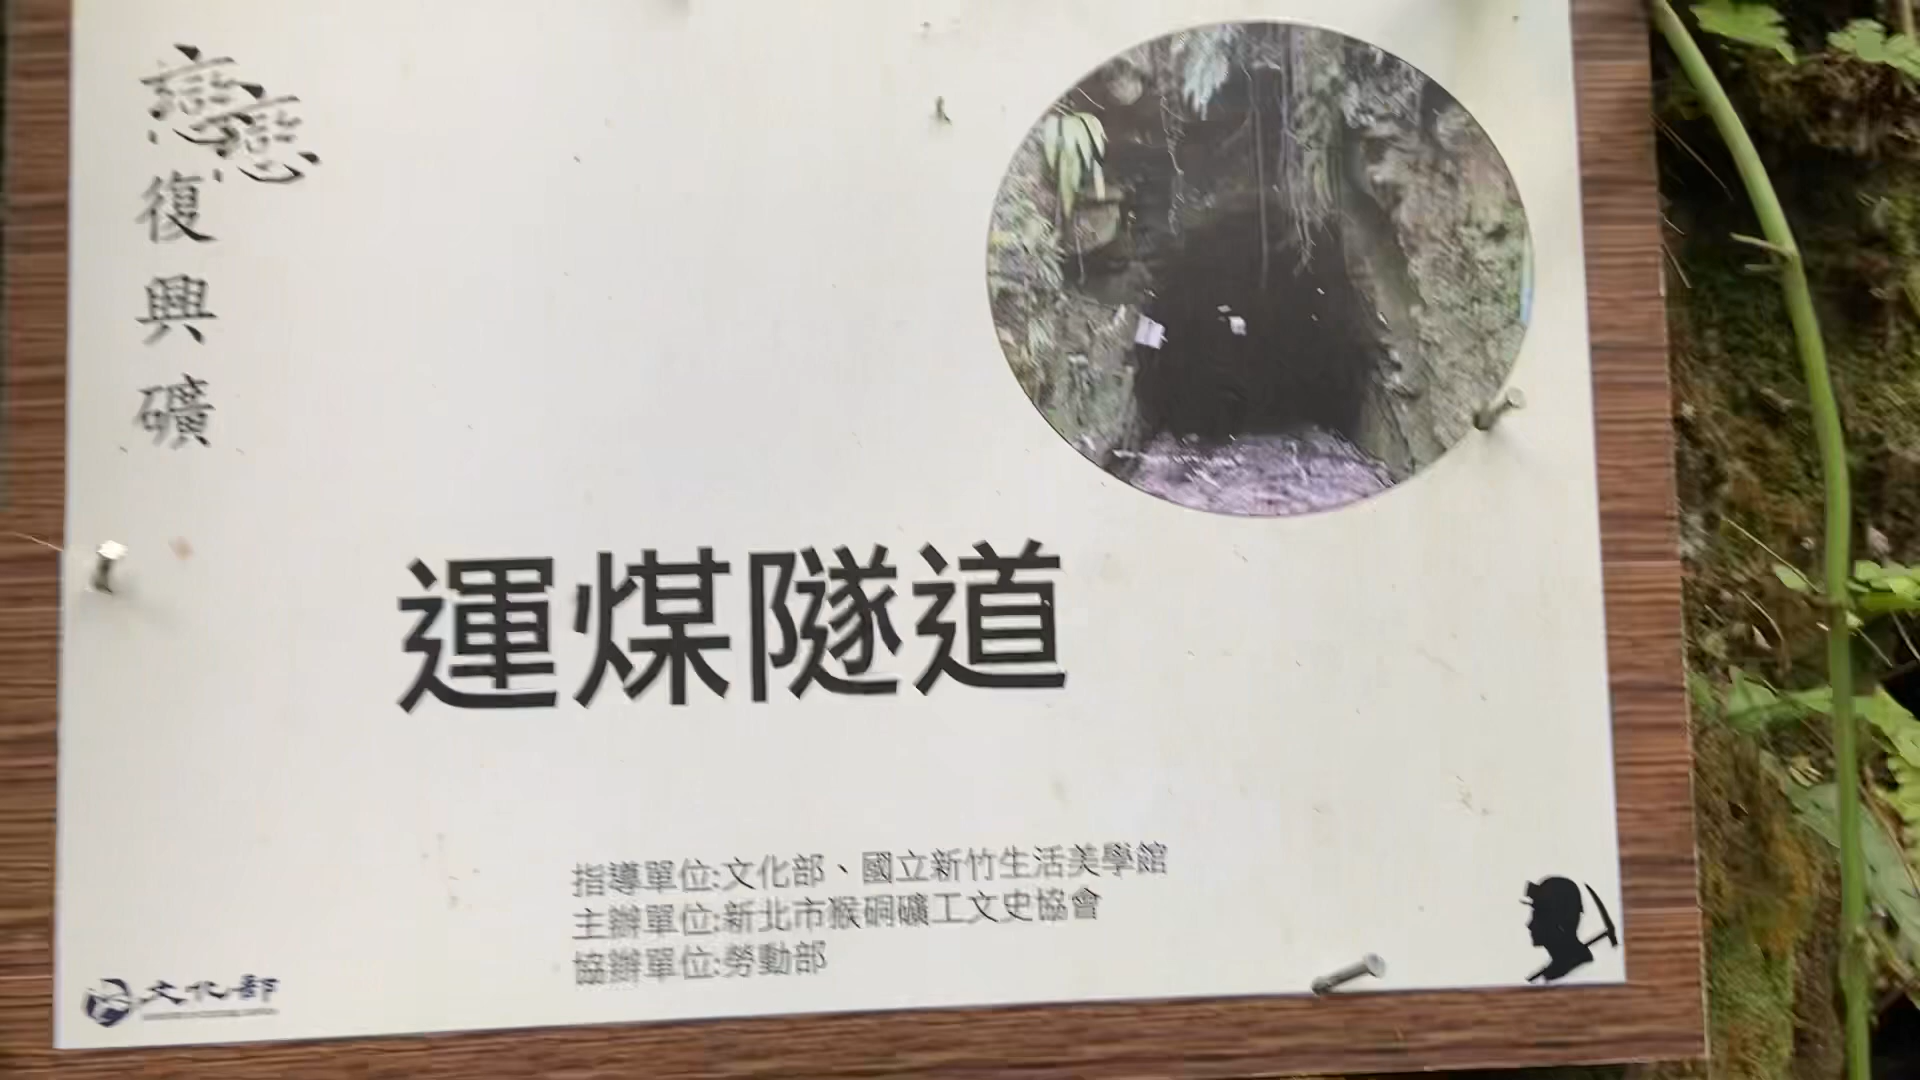 戀戀
復興礦
運煤隧道
指導單位:文化部、國立新竹生活美學館
主辦單位:新北市猴硐礦工文史協會
協辦單位:勞動部
文化部